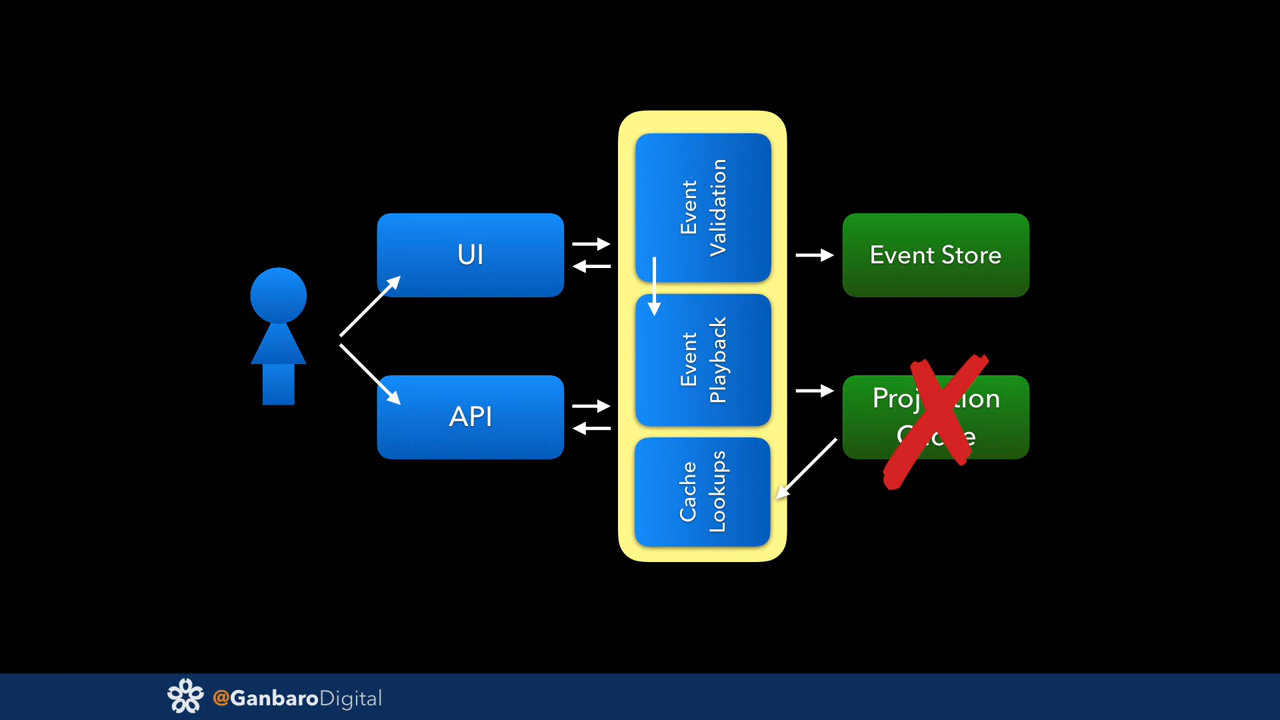 UI
API
Event
Validation
Event
Playback
Cache
Lookups
Event Store
@GanbaroDigital